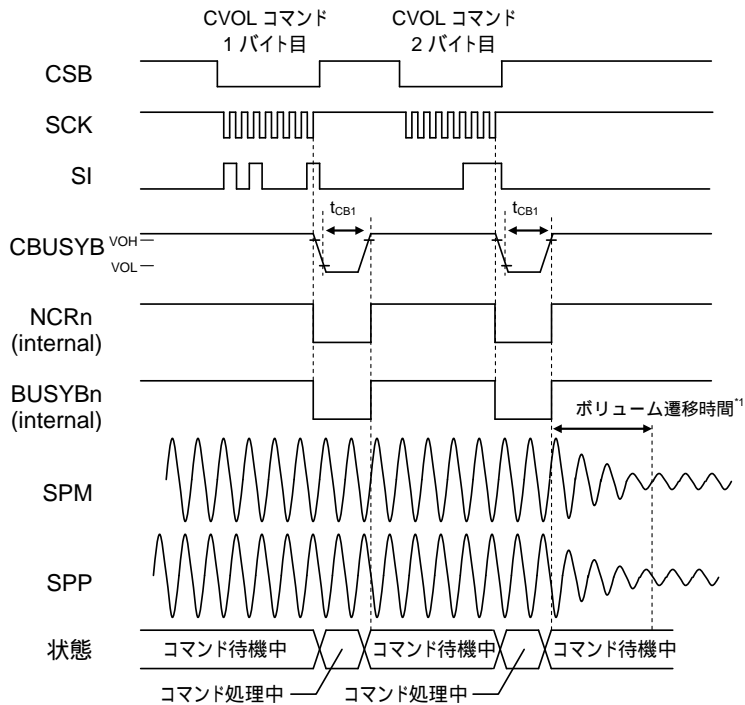 CVOL コマンド
1 バイト目
CVOL コマンド
2 バイト目
CSB
SCK
SI
tCB1
tCB1
CBUSYB
VOH
VOL
NCRn
(internal)
BUSYBn
(internal)
ボリューム遷移時間*1
SPM
SPP
状態
コマンド待機中
コマンド待機中
コマンド待機中
コマンド処理中
コマンド処理中